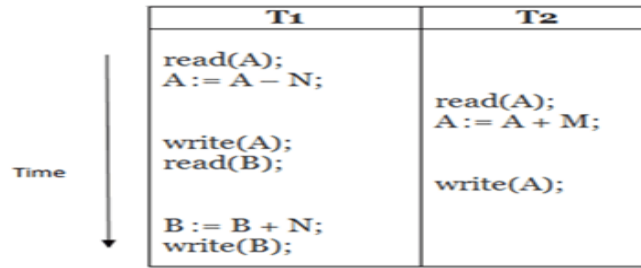 T1 T2
read(A);
A := A – N;
read(A);
A := A + M;
write(A);
read(B);
Time
write(A);
B := B + N;
write(B);